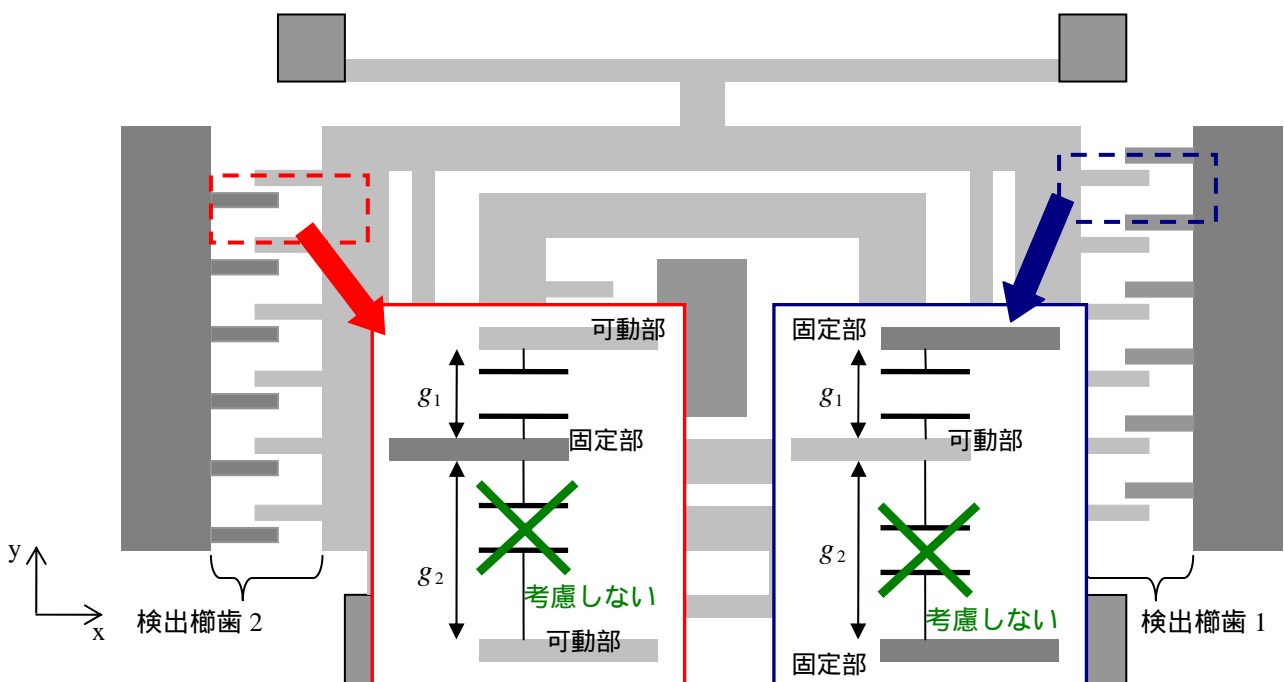 可動部
g1
固定部
g2
考慮しない
可動部
固定部
g1
可動部
g2
考慮しない
固定部
y
x
検出櫛歯 2
検出櫛歯 1